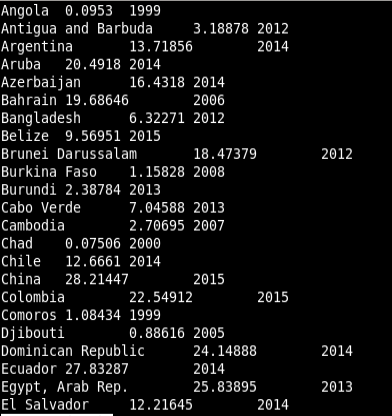 Angola 0.0953 1999
Antigua and Barbuda 3.18878 2012
Argentina 13.71856 2014
Aruba 20.4918 2014
Azerbaijan 16.4318 2014
Bahrain 19.68646 2006
Bangladesh 6.32271 2012
Belize 9.56951 2015
Brunei Darussalam 18.47379 2012
Burkina Faso 1.15828 2008
Burundi 2.38784 2013
Cabo Verde 7.04588 2013
Cambodia 2.70695 2007
Chad 0.07506 2000
Chile 12.6661 2014
China 28.21447 2015
Colombia 22.54912 2015
Comoros 1.08434 1999
Djibouti 0.88616 2005
Dominican Republic 24.14888 2014
Ecuador 27.83287 2014
Egypt, Arab Rep. 25.83895 2013
El Salvador 12.21645 2014